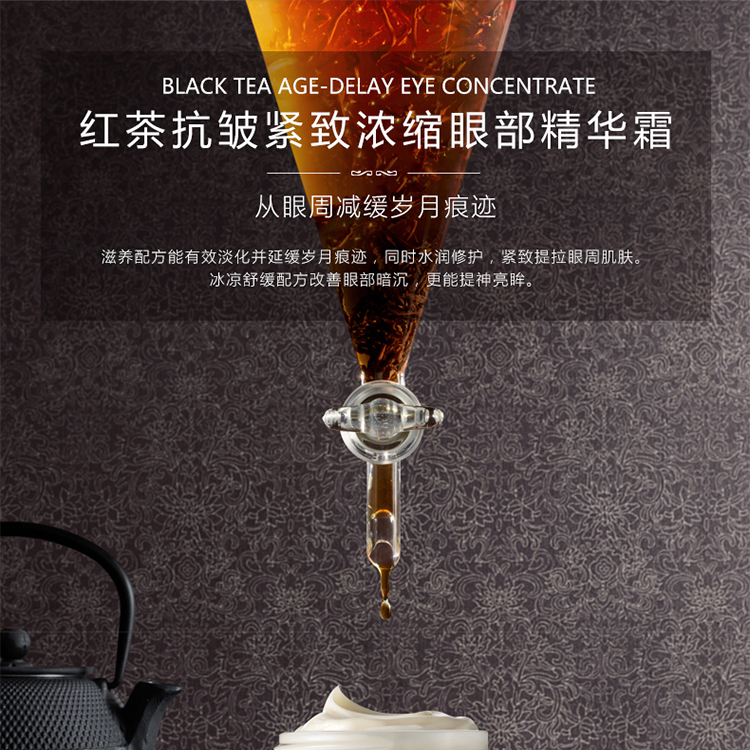 BLACK TEA AGE-DELAY EYE CONCENTRATE
红茶抗皱紧致浓缩眼部精华霜
从眼周减缓岁月痕迹
滋养配方能有效淡化并延缓岁月痕迹，同时水润修护，紧致提拉眼周肌肤。
冰凉舒缓配方改善眼部暗沉，更能提神亮眸。